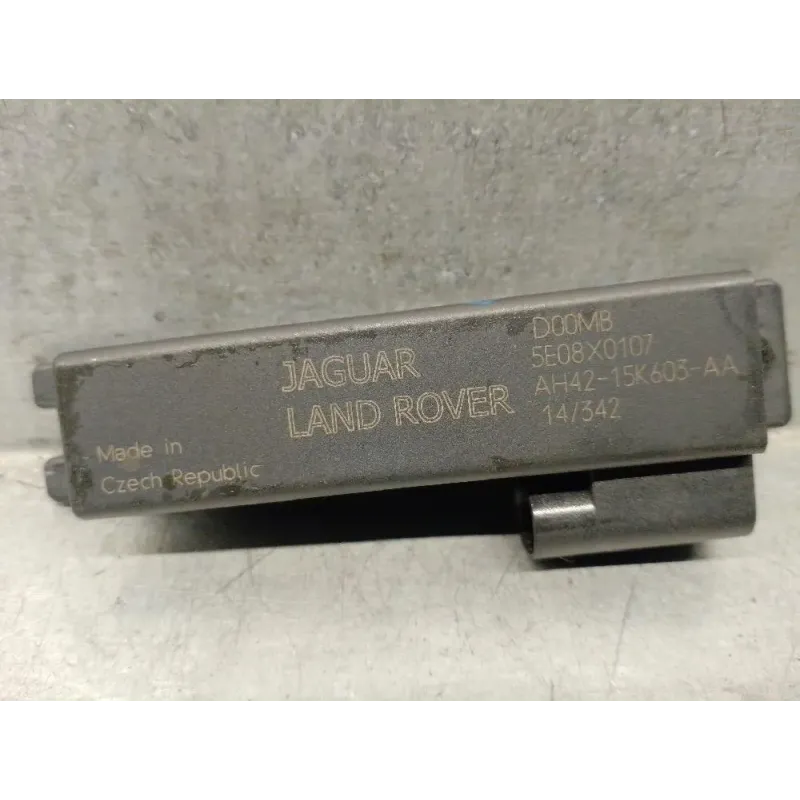 JAGUAR
LAND ROVER
D00MB
5E08X0107
AH42-15K603-AA
14/342
Made in
Czech Republic